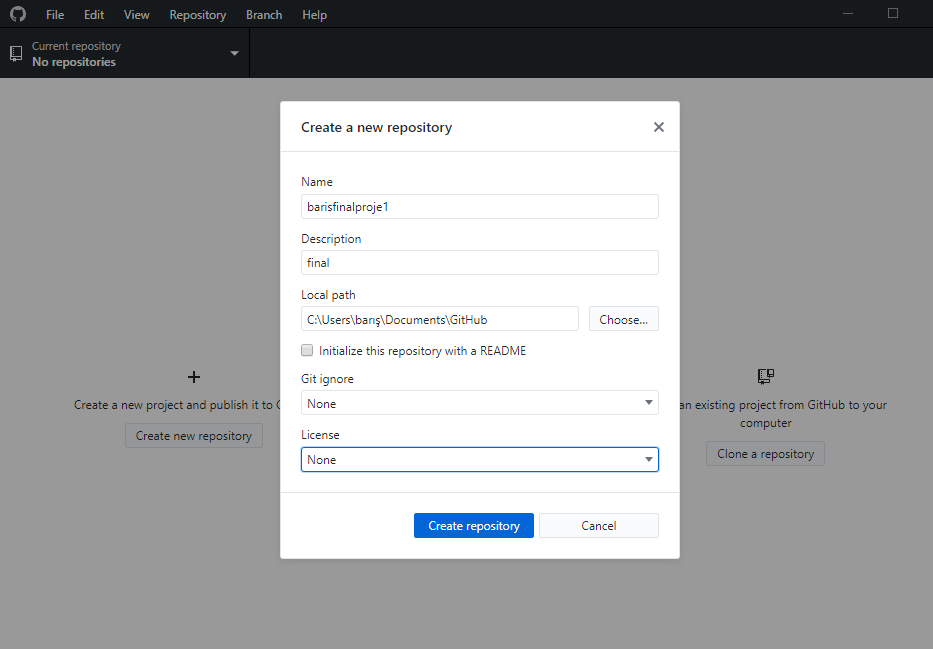 File Edit View Repository Branch Help
Current repository
No repositories
Create a new repository
Name
barisfinalproje1
Description
final
Local path
C:\Users\barış\Documents\GitHub
Choose...
Initialize this repository with a README
Git ignore
None
License
None
Create repository Cancel
Create a new project and publish it to
Create new repository
an existing project from GitHub to your
computer
Clone a repository